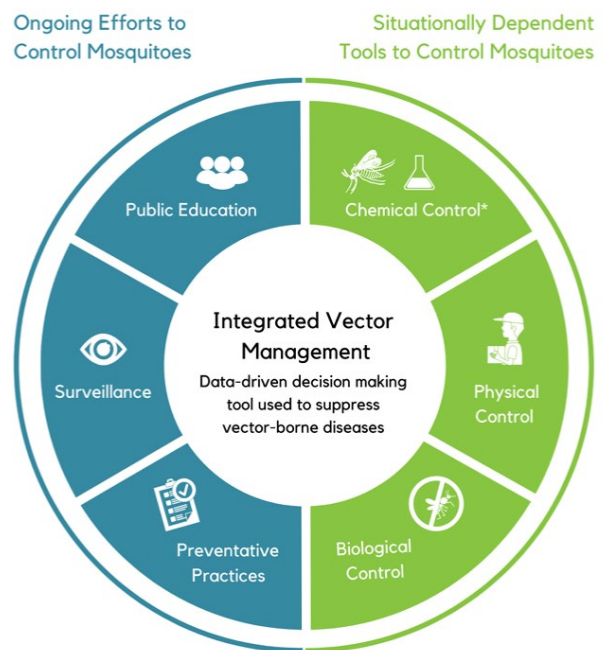 Ongoing Efforts to
Control Mosquitoes
Situationally Dependent
Tools to Control Mosquitoes
Public Education
Chemical Control*
Surveillance
Integrated Vector
Management
Data-driven decision making
tool used to suppress
vector-borne diseases
Physical
Control
Preventative
Practices
Biological
Control